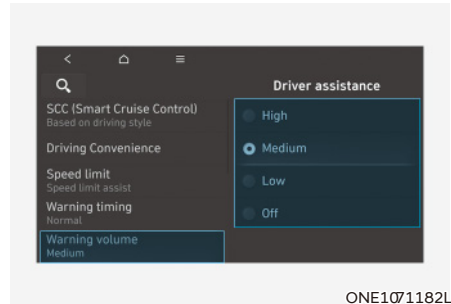 Driver assistance
SCC (Smart Cruise Control)
Based on driving style
Driving Convenience
Speed limit
Speed limit assist
Warning timing
Normal
Warning volume
Medium
High
Medium
Low
Off
ONE1071182L